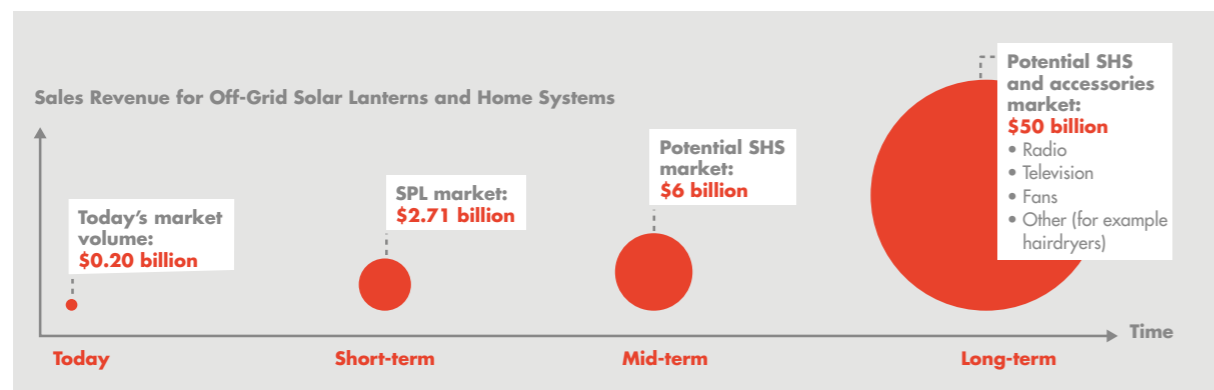 Sales Revenue for Off-Grid Solar Lanterns and Home Systems
Today’s market
volume:
$0.20 billion
SPL market:
$2.71 billion
Potential SHS
market:
$6 billion
Potential SHS
and accessories
market:
$50 billion
• Radio
• Television
• Fans
• Other (for example
hairdryers)
Time
Today
Short-term
Mid-term
Long-term